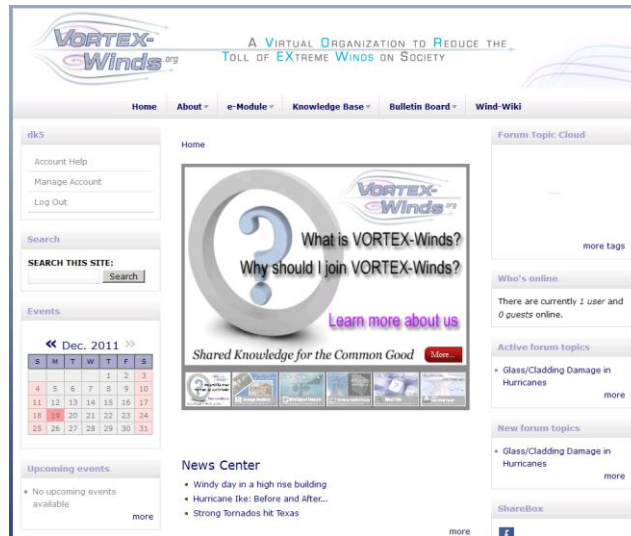 VORTEX-
Winds.org
A VIRTUAL ORGANIZATION TO REDUCE THE
TOLL OF EXTREME WINDS ON SOCIETY
Home About e-Module Knowledge Base Bulletin Board Wind-Wiki
dk5
Account Help
Manage Account
Log Out
Search
SEARCH THIS SITE:
Search
Events
« Dec. 2011 »
S M T W T F S
1 2 3
4 5 6 7 8 9 10
11 12 13 14 15 16 17
18 19 20 21 22 23 24
25 26 27 28 29 30 31
Upcoming events
No upcoming events
available
more
Home
VORTEX-
Winds.org
What is VORTEX-Winds?
Why should I join VORTEX-Winds?
Learn more about us
Shared Knowledge for the Common Good More...
News Center
Windy day in a high rise building
Hurricane Ike: Before and After...
Strong Tornados hit Texas
more
Forum Topic Cloud
more tags
Who's online
There are currently 1 user and
0 guests online.
Active forum topics
Glass/Cladding Damage in
Hurricanes
more
New forum topics
Glass/Cladding Damage in
Hurricanes
more
ShareBox